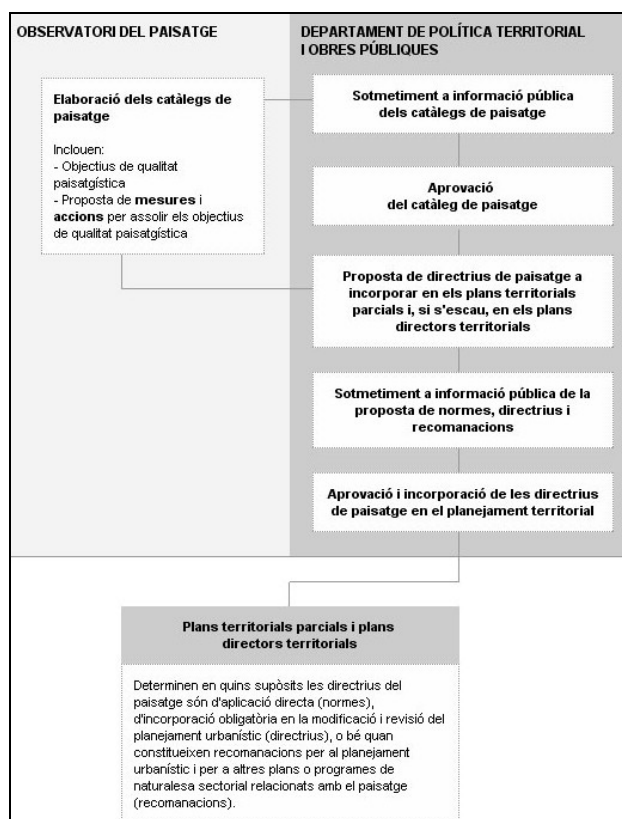 OBSERVATORI DEL PAISATGE
DEPARTAMENT DE POLÍTICA TERRITORIAL
I OBRES PÚBLIQUES
Elaboració dels catàlegs de
paisatge
Inclouen:
- Objectius de qualitat
paisatgística
- Proposta de mesures i
accions per assolir els objectius
de qualitat paisatgística
Sotmetiment a informació pública
dels catàlegs de paisatge
Aprovació
del catàleg de paisatge
Proposta de directrius de paisatge a
incorporar en els plans territorials
parcials i, si s'escau, en els plans
directors territorials
Sotmetiment a informació pública de la
proposta de normes, directrius i
recomanacions
Aprovació i incorporació de les directrius
de paisatge en el planejament territorial
Plans territorials parcials i plans
directors territorials
Determinen en quins supòsits les directrius del
paisatge són d'aplicació directa (normes),
d'incorporació obligatòria en la modificació i revisió del
planejament urbanístic (directrius), o bé quan
constitueixen recomanacions per al planejament
urbanístic i per a altres plans o programes de
naturalesa sectorial relacionats amb el paisatge
(recomanacions).